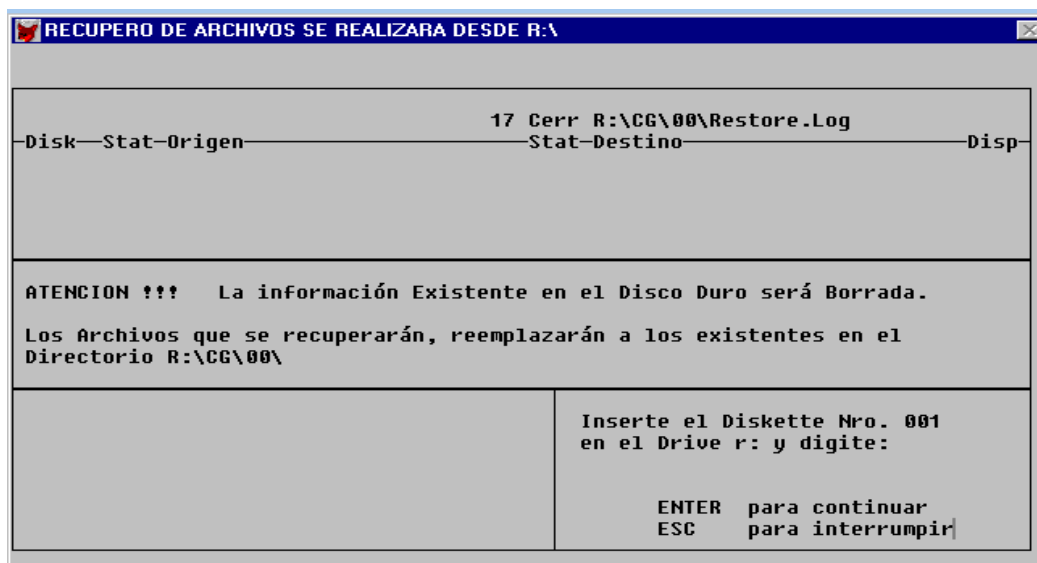 RECUPERO DE ARCHIVOS SE REALIZARA DESDE R:\
17 Cerr R:\CG\00\Restore.Log
Disk Stat Origen Stat Destino Disp
ATENCION !!! La información Existente en el Disco Duro será Borrada.
Los Archivos que se recuperarán, reemplazarán a los existentes en el
Directorio R:\CG\00\
Inserte el Diskette Nro. 001
en el Drive r: y digite:
ENTER para continuar
ESC para interrumpir